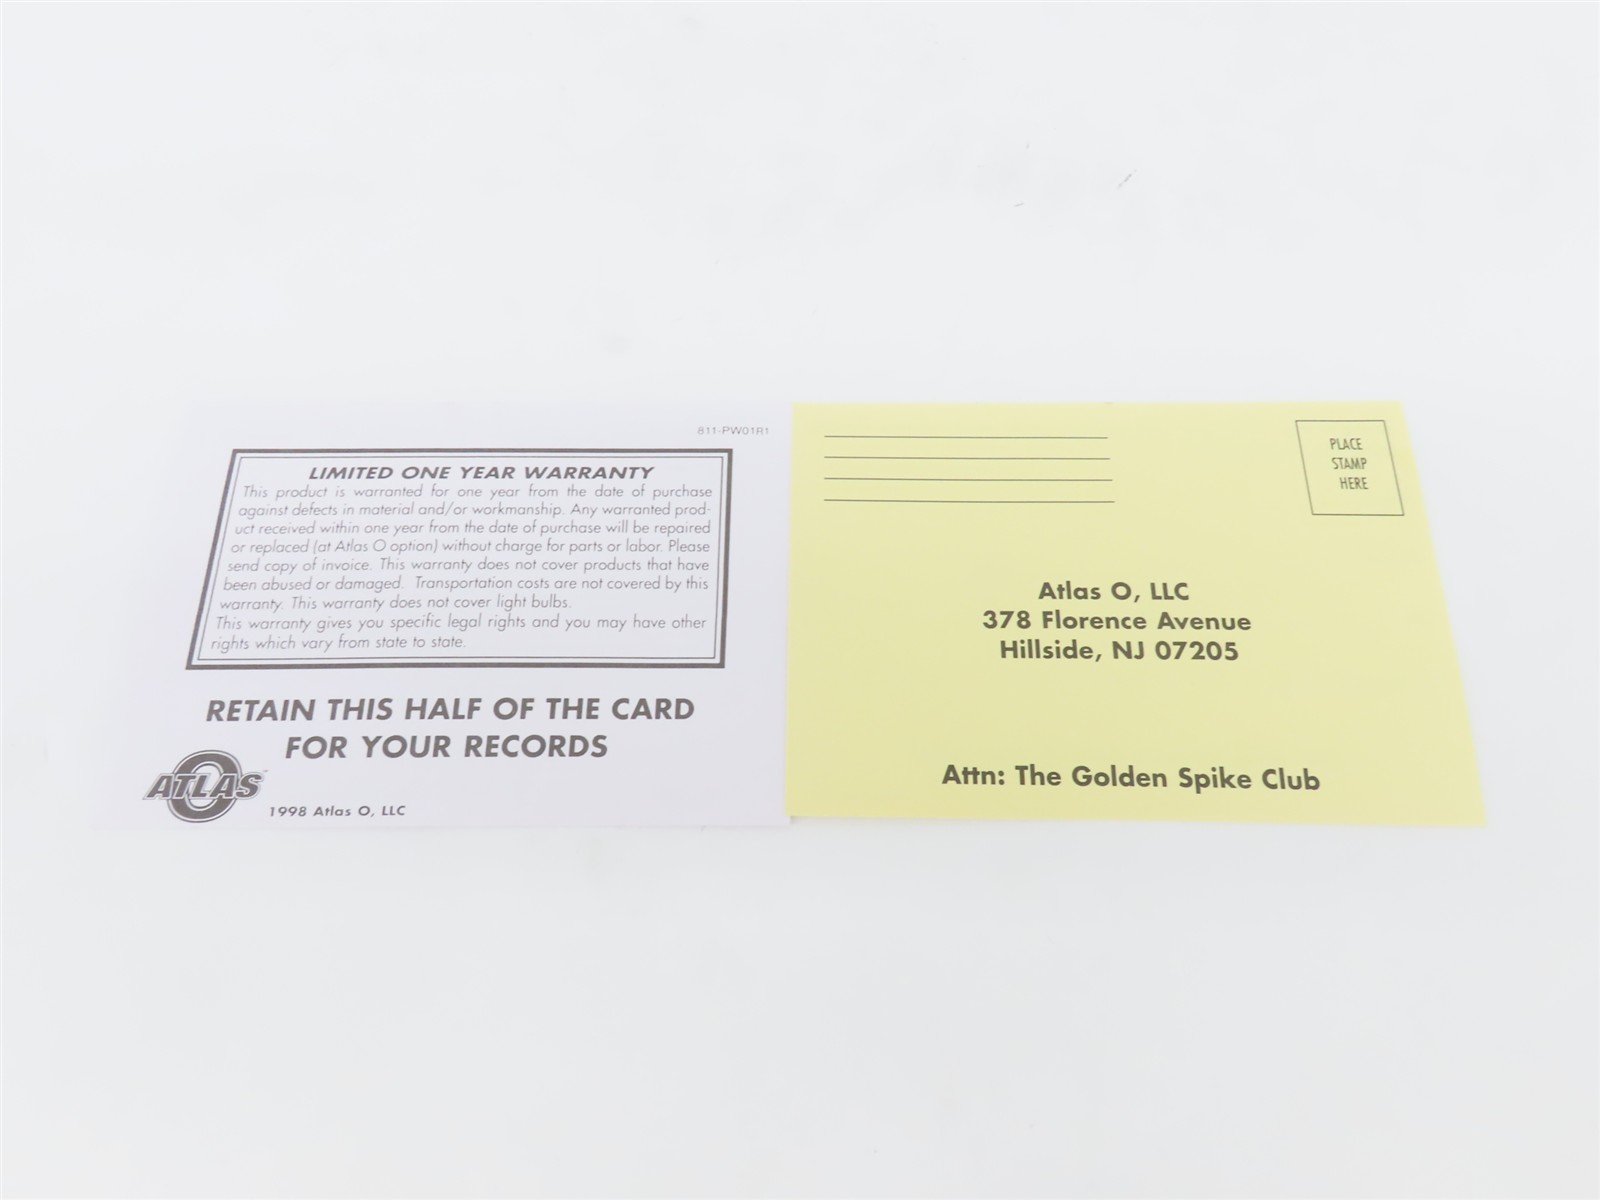 811-PW01R1
LIMITED ONE YEAR WARRANTY
This product is warranted for one year from the date of purchase
against defects in material and/or workmanship. Any warranted prod-
uct received within one year from the date of purchase will be repaired
or replaced (at Atlas O option) without charge for parts or labor. Please
send copy of invoice. This warranty does not cover products that have
been abused or damaged. Transportation costs are not covered by this
warranty. This warranty does not cover light bulbs.
This warranty gives you specific legal rights and you may have other
rights which vary from state to state.
RETAIN THIS HALF OF THE CARD
FOR YOUR RECORDS
ATLAS O
1998 Atlas O, LLC
PLACE
STAMP
HERE
Atlas O, LLC
378 Florence Avenue
Hillside, NJ 07205
Attn: The Golden Spike Club